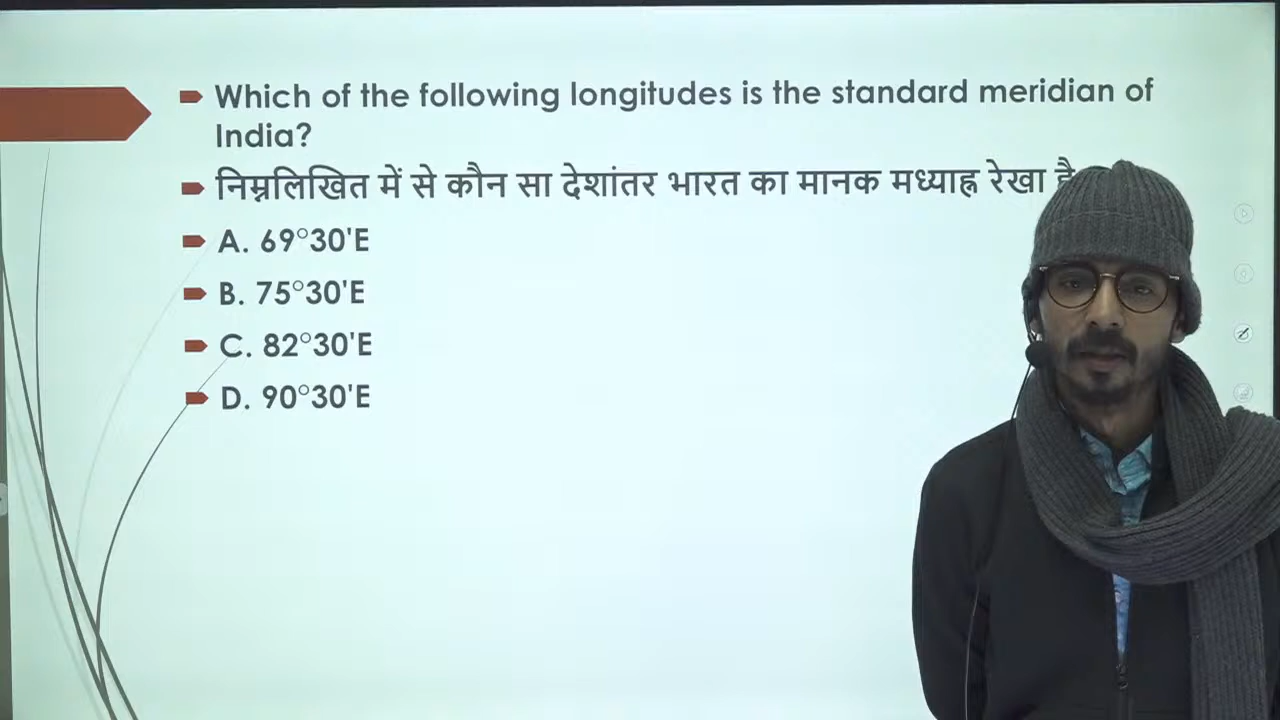 Which of the following longitudes is the standard meridian of
India?
निम्नलिखित में से कौन सा देशांतर भारत का मानक मध्याह्न रेखा है
A. 69°30'E
B. 75°30'E
C. 82°30'E
D. 90°30'E